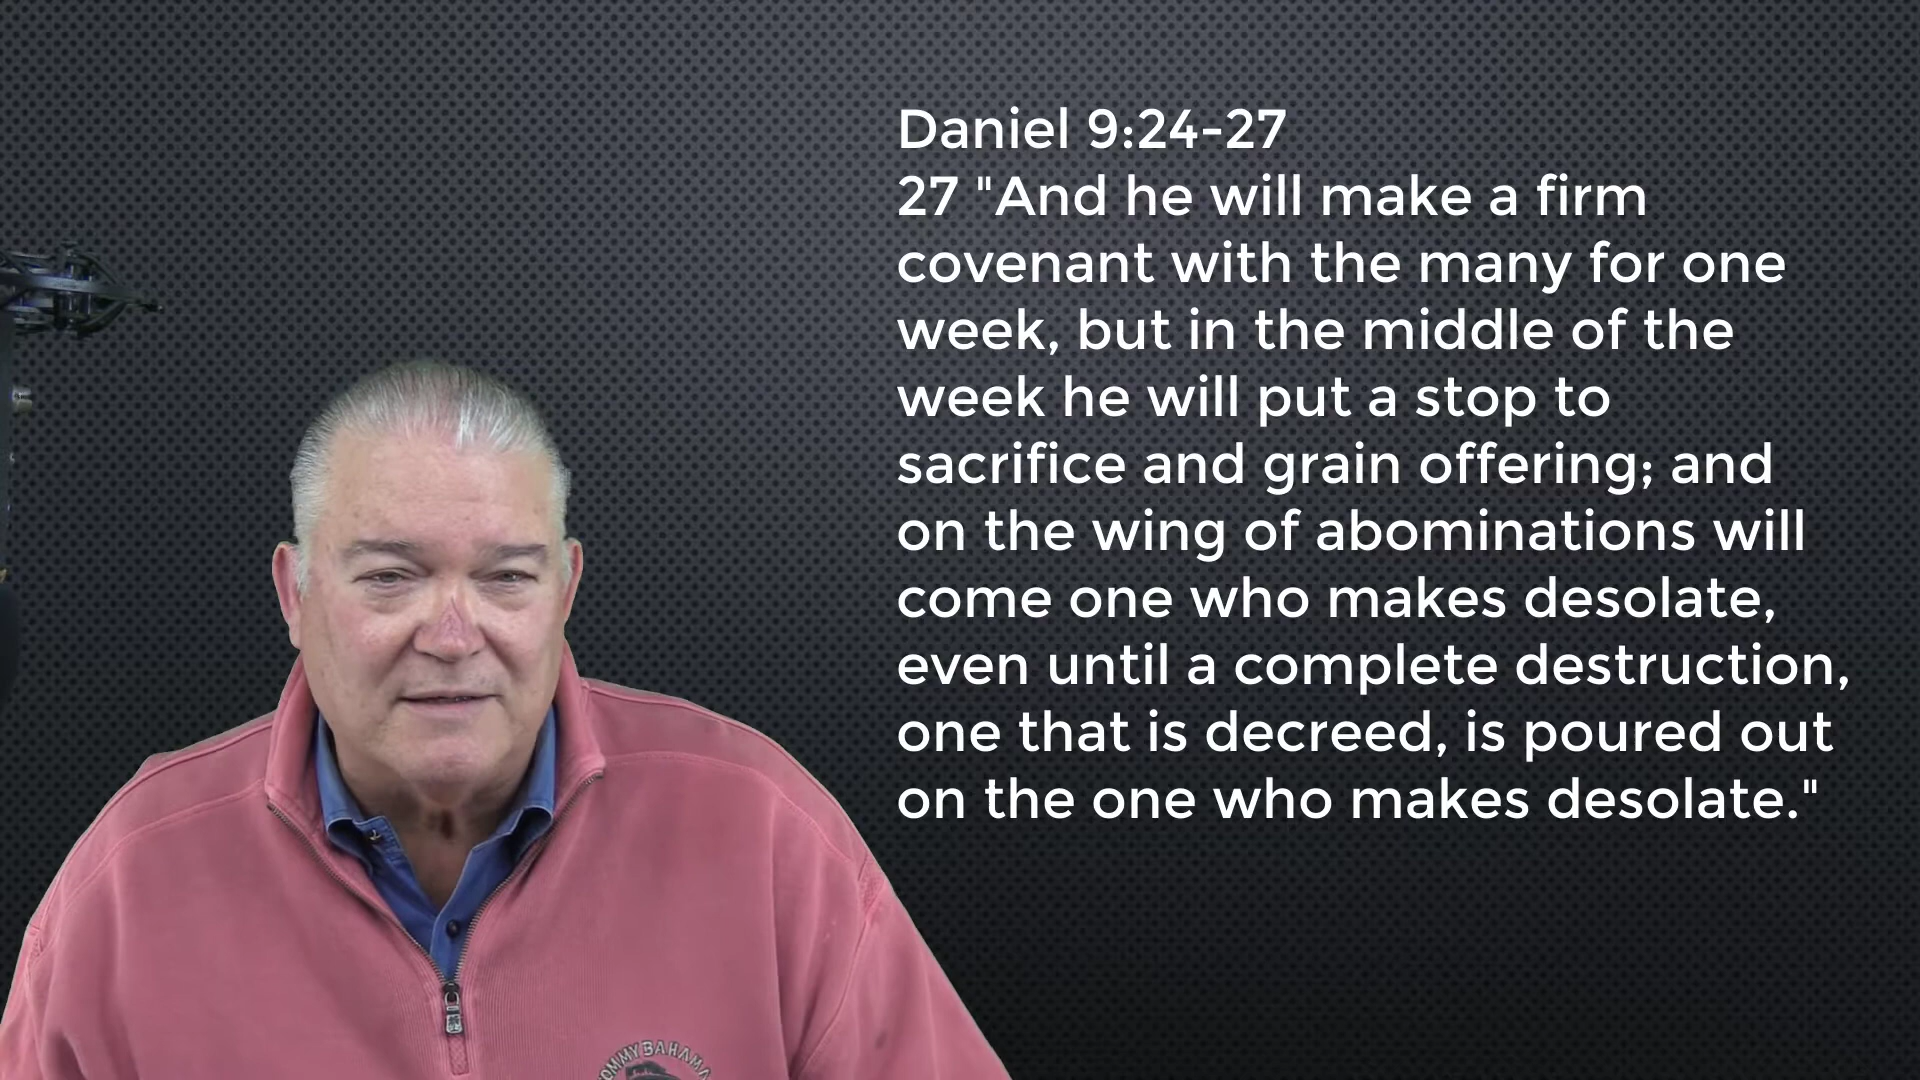 Daniel 9:24-27
27 "And he will make a firm
covenant with the many for one
week, but in the middle of the
week he will put a stop to
sacrifice and grain offering; and
on the wing of abominations will
come one who makes desolate,
even until a complete destruction,
one that is decreed, is poured out
on the one who makes desolate."
TOMMY BAHAMA